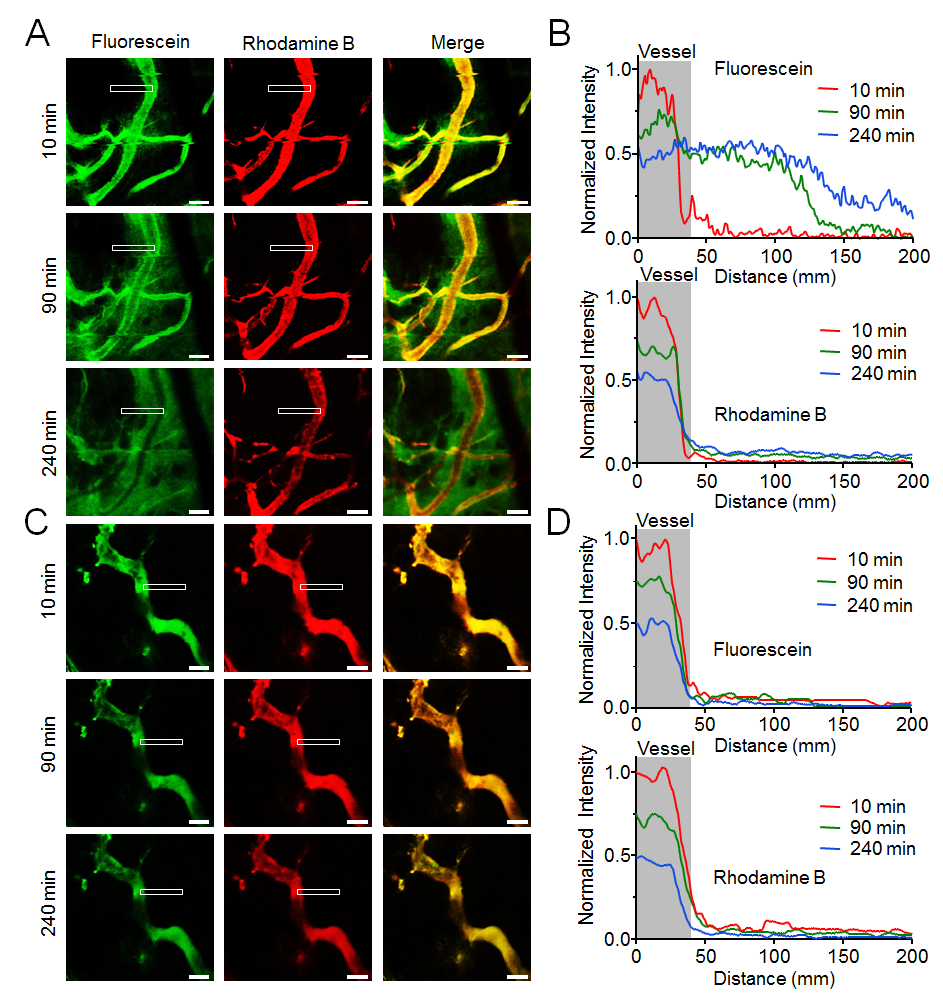 A
Fluorescein
Rhodamine B
Merge
10 min
90 min
240 min
B
Vessel
Fluorescein
10 min
90 min
240 min
Normalized Intensity
1.0
0.5
0.0
0
50
100
150
200
Distance (mm)
Vessel
10 min
90 min
240 min
Rhodamine B
Normalized Intensity
1.0
0.5
0.0
0
50
100
150
200
Distance (mm)
C
10 min
90 min
240 min
D
Vessel
10 min
90 min
240 min
Fluorescein
Normalized Intensity
1.0
0.5
0.0
0
50
100
150
200
Distance (mm)
Vessel
10 min
90 min
240 min
Rhodamine B
Normalized Intensity
1.0
0.5
0.0
0
50
100
150
200
Distance (mm)